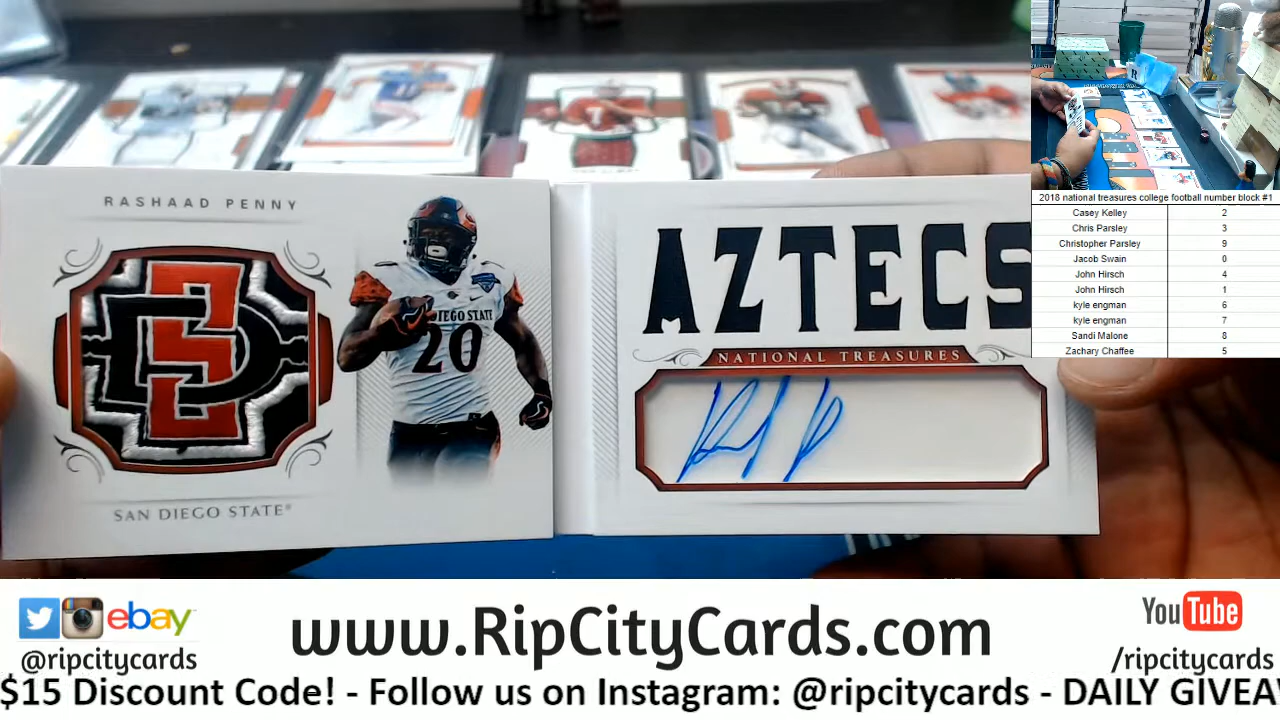 RASHAAD PENNY
SAN DIEGO STATE®
DIEGO STATE
20
AZTECS
NATIONAL TREASURES
7
2018 national treasures college football number block #1
Casey Kelley 2
Chris Parsley 3
Christopher Parsley 9
Jacob Swain 0
John Hirsch 4
John Hirsch 1
kyle engman 6
kyle engman 7
Sandi Malone 8
Zachary Chaffee 5
ebay
@ripcitycards
www.RipCityCards.com
YouTube
/ripcitycards
$15 Discount Code! - Follow us on Instagram: @ripcitycards - DAILY GIVEA